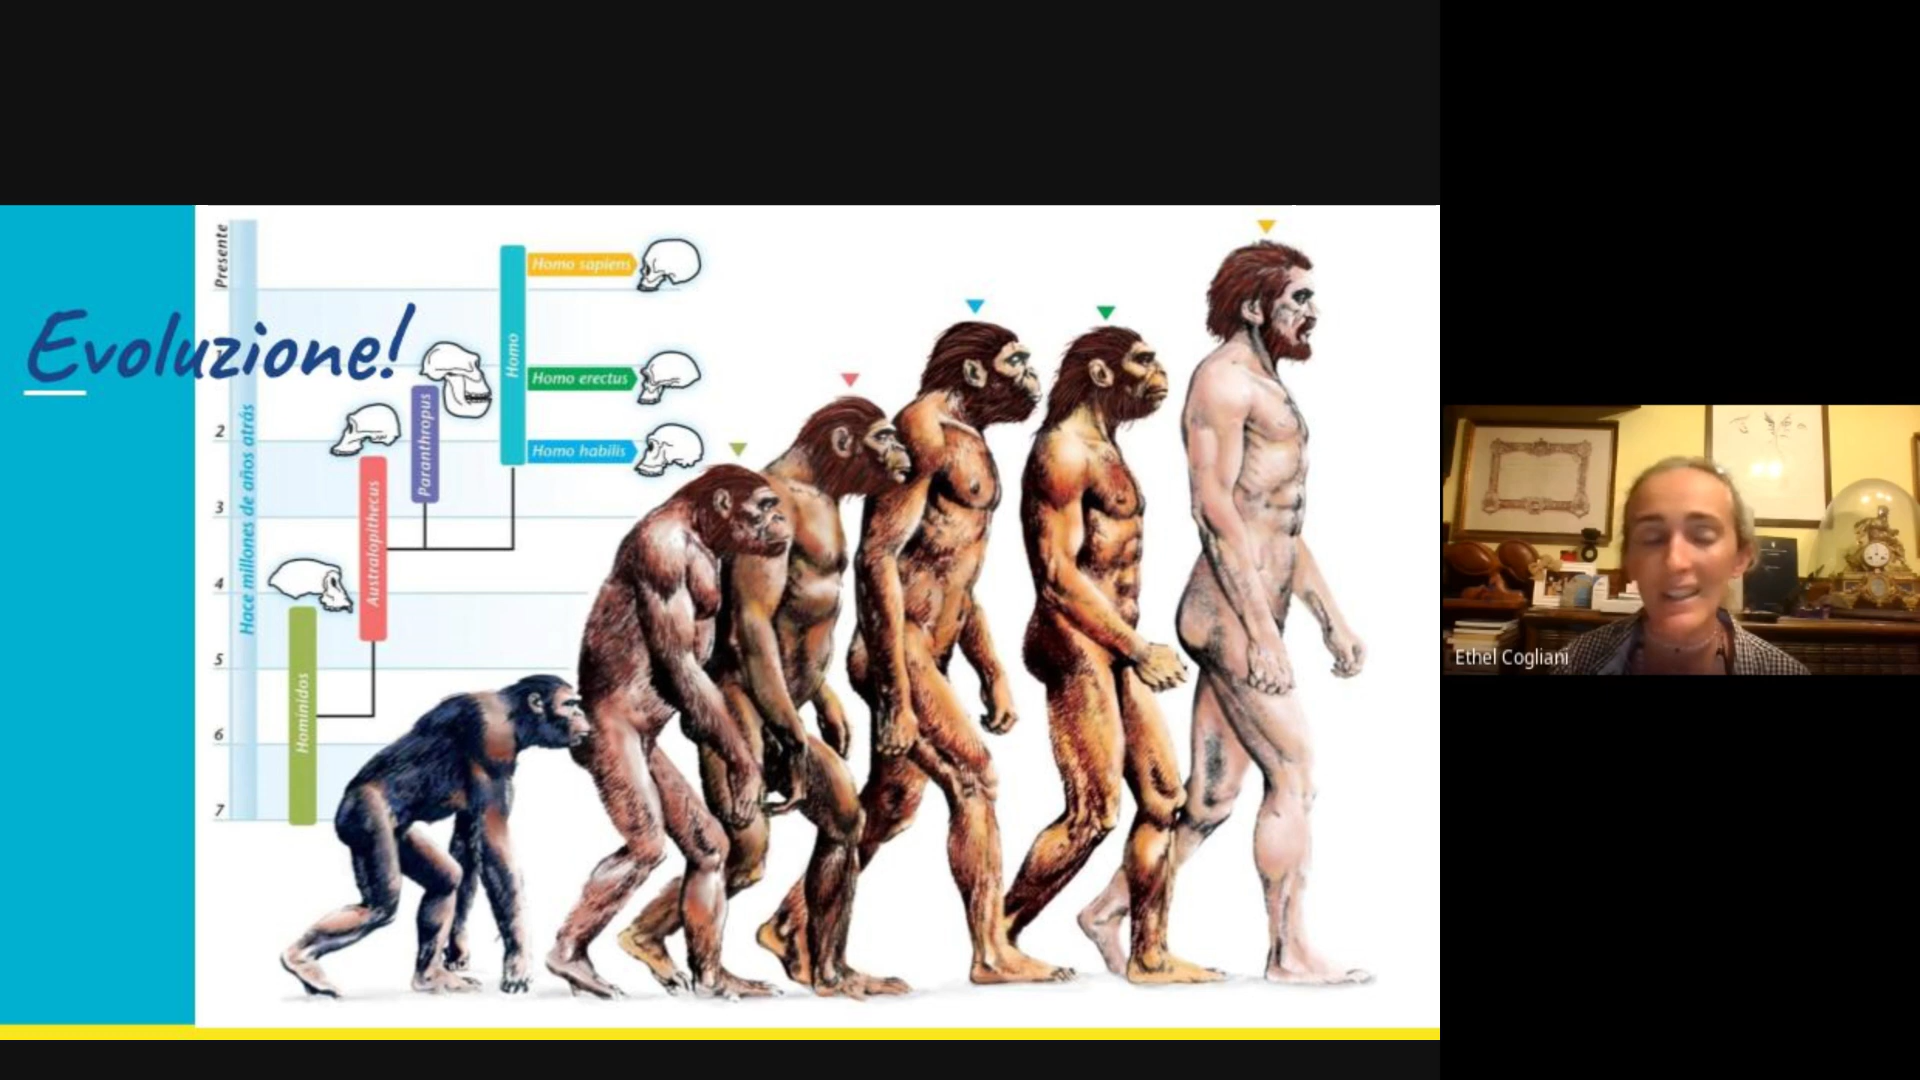 Presente
Evoluzione!
Hace millones de años atrás
2
3
4
5
6
7
Homínidos
Australopithecus
Paranthropus
Homo
Homo sapiens
Homo erectus
Homo habilis
Ethel Cogliani